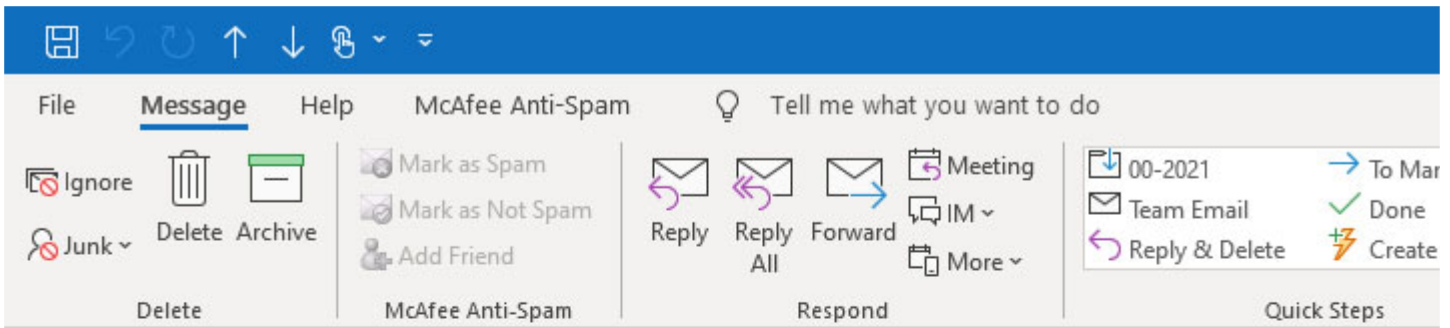 File Message Help McAfee Anti-Spam Tell me what you want to do
Ignore
Junk
Delete
Archive
Delete
Mark as Spam
Mark as Not Spam
Add Friend
McAfee Anti-Spam
Reply
Reply
All
Forward
Meeting
IM
More
Respond
00-2021
Team Email
Reply & Delete
To Mar
Done
Create
Quick Steps